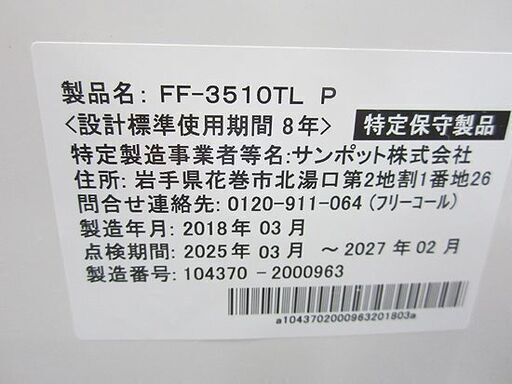 製品名: FF-3510TL P
<設計標準使用期間 8年> 特定保守製品
特定製造事業者等名:サンポット株式会社
住所: 岩手県花巻市北湯口第2地割1番地26
問合せ連絡先: 0120-911-064 (フリーコール)
製造年月: 2018 年 03 月
点検期間: 2025 年 03 月 ～ 2027 年 02 月
製造番号: 104370 - 2000963
a1043702000963201803a